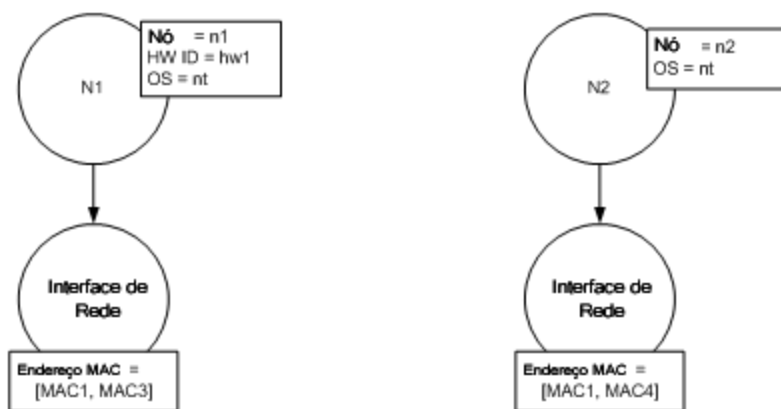 N1
Nó = n1
HW ID = hw1
OS = nt
Interface de
Rede
Endereço MAC =
[MAC1, MAC3]
N2
Nó = n2
OS = nt
Interface de
Rede
Endereço MAC =
[MAC1, MAC4]